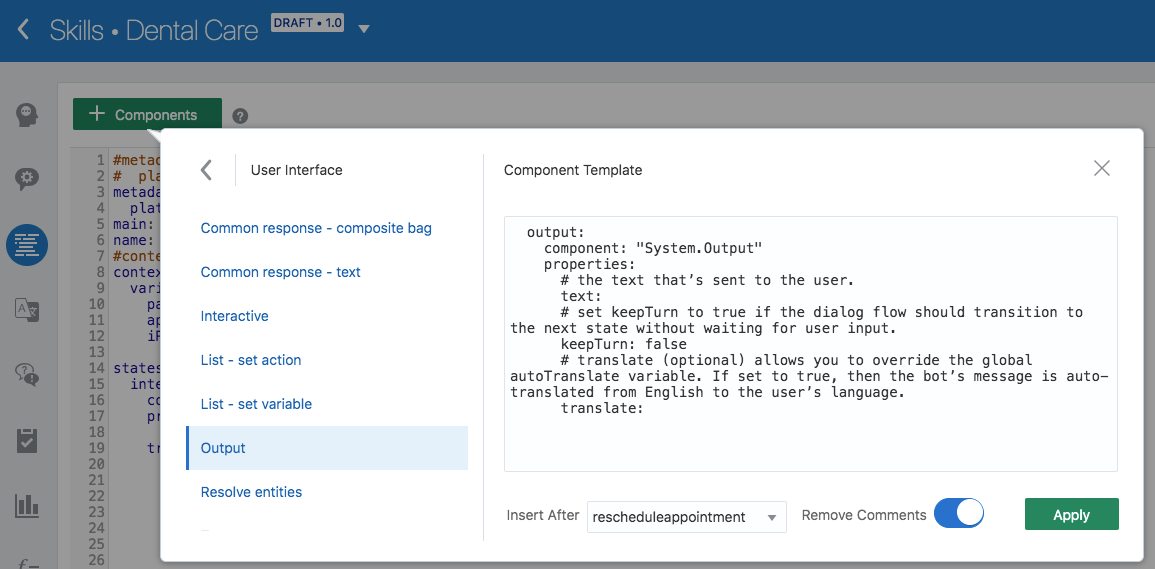 Skills • Dental Care DRAFT • 1.0
Components
User Interface
Component Template
1 #metad
2 # pla
3 metada
4 plat
5 main:
6 name:
7 #conte
8 contex
9 vari
10 pa
11 ap
12 iR
13
14 states
15 inte
16 co
17 pr
18
19 tr
20
21
22
23
24
25
26
Common response - composite bag
Common response - text
Interactive
List - set action
List - set variable
Output
Resolve entities
output:
component: "System.Output"
properties:
# the text that’s sent to the user.
text:
# set keepTurn to true if the dialog flow should transition to
the next state without waiting for user input.
keepTurn: false
# translate (optional) allows you to override the global
autoTranslate variable. If set to true, then the bot’s message is auto-
translated from English to the user’s language.
translate:
Insert After rescheduleappointment Remove Comments Apply